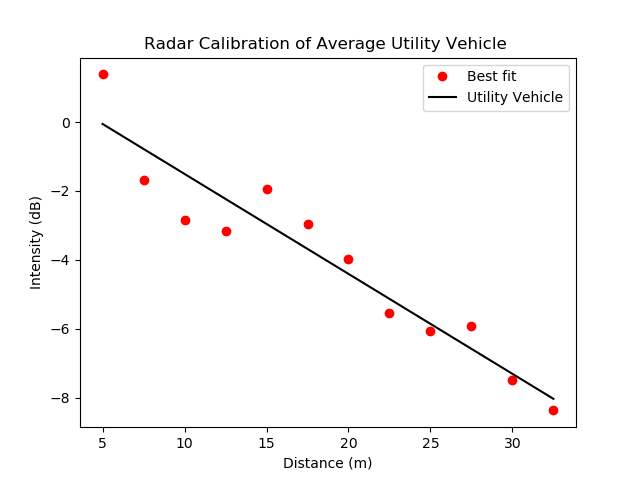 Radar Calibration of Average Utility Vehicle
Best fit
Utility Vehicle
0
−2
−4
−6
−8
Intensity (dB)
5 10 15 20 25 30
Distance (m)